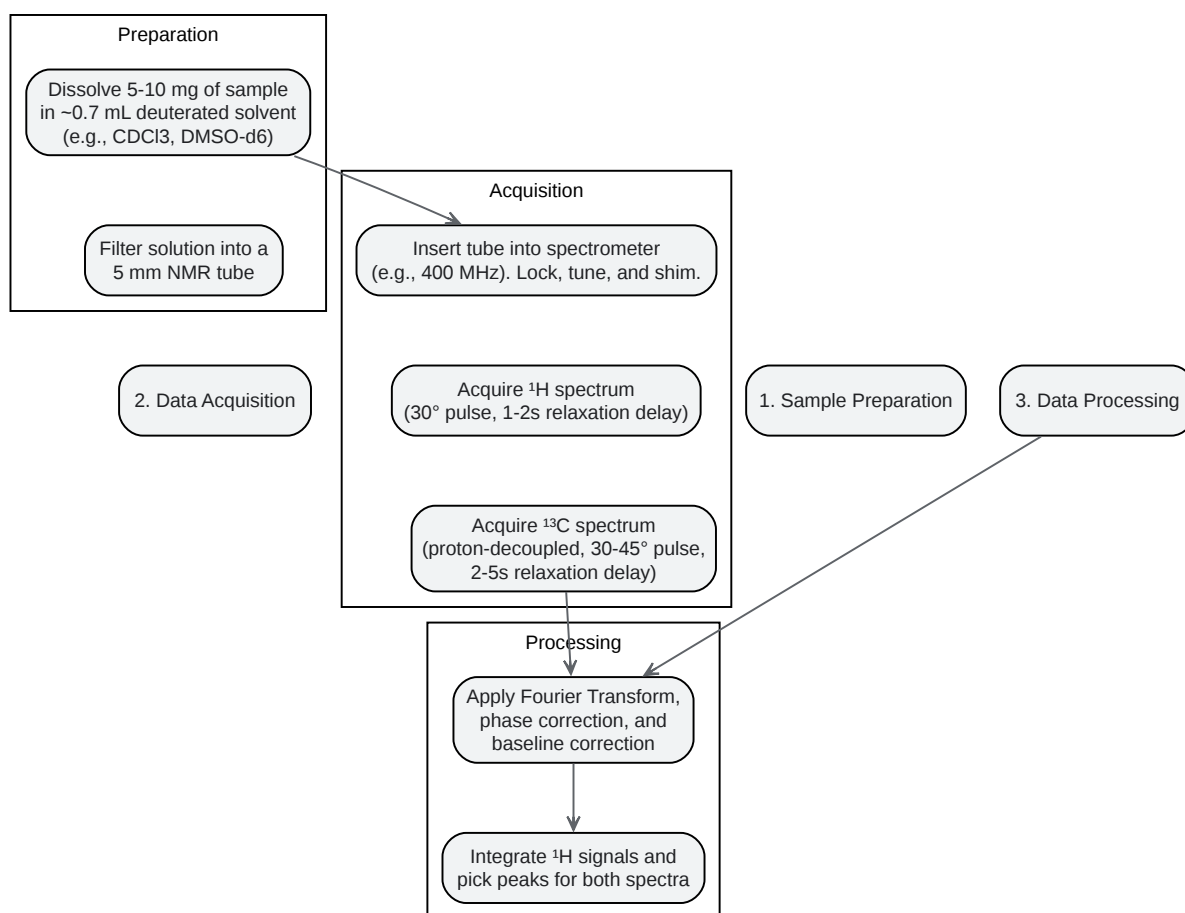 Preparation
Dissolve 5-10 mg of sample
in ~0.7 mL deuterated solvent
(e.g., CDCl3, DMSO-d6)
Filter solution into a
5 mm NMR tube
Acquisition
Insert tube into spectrometer
(e.g., 400 MHz). Lock, tune, and shim.
Acquire ¹H spectrum
(30° pulse, 1-2s relaxation delay)
Acquire ¹³C spectrum
(proton-decoupled, 30-45° pulse,
2-5s relaxation delay)
2. Data Acquisition
1. Sample Preparation
3. Data Processing
Processing
Apply Fourier Transform,
phase correction, and
baseline correction
Integrate ¹H signals and
pick peaks for both spectra